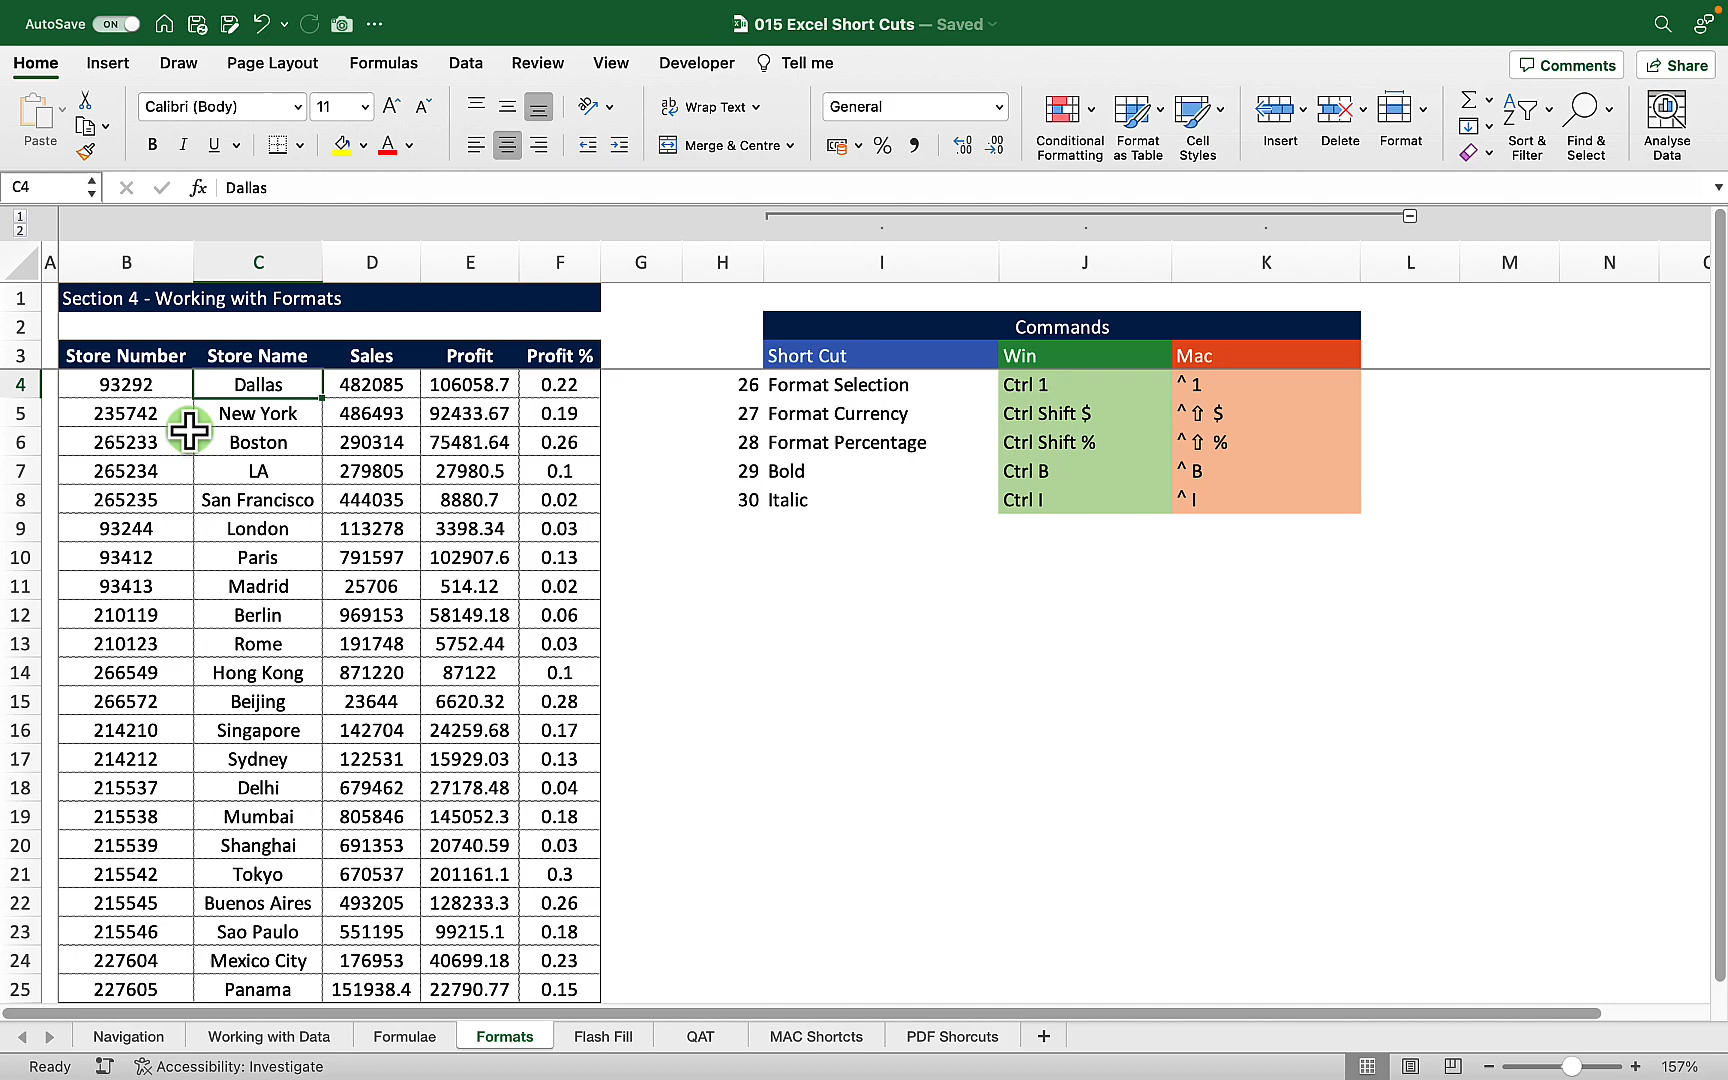 AutoSave ON 015 Excel Short Cuts — Saved
Home Insert Draw Page Layout Formulas Data Review View Developer Tell me Comments Share
Paste Calibri (Body) 11 A^ A˅ ab Wrap Text General
B I U A Merge & Centre % , .00 .00
Conditional Formatting Format as Table Cell Styles Insert Delete Format Sort & Filter Find & Select Analyse Data
C4 fx Dallas
1
2
A B C D E F G H I J K L M N
1 Section 4 - Working with Formats
2 Commands
3 Store Number Store Name Sales Profit Profit % Short Cut Win Mac
4 93292 Dallas 482085 106058.7 0.22 26 Format Selection Ctrl 1 ^ 1
5 235742 New York 486493 92433.67 0.19 27 Format Currency Ctrl Shift $ ^ ⇧ $
6 265233 Boston 290314 75481.64 0.26 28 Format Percentage Ctrl Shift % ^ ⇧ %
7 265234 LA 279805 27980.5 0.1 29 Bold Ctrl B ^ B
8 265235 San Francisco 444035 8880.7 0.02 30 Italic Ctrl I ^ I
9 93244 London 113278 3398.34 0.03
10 93412 Paris 791597 102907.6 0.13
11 93413 Madrid 25706 514.12 0.02
12 210119 Berlin 969153 58149.18 0.06
13 210123 Rome 191748 5752.44 0.03
14 266549 Hong Kong 871220 87122 0.1
15 266572 Beijing 23644 6620.32 0.28
16 214210 Singapore 142704 24259.68 0.17
17 214212 Sydney 122531 15929.03 0.13
18 215537 Delhi 679462 27178.48 0.04
19 215538 Mumbai 805846 145052.3 0.18
20 215539 Shanghai 691353 20740.59 0.03
21 215542 Tokyo 670537 201161.1 0.3
22 215545 Buenos Aires 493205 128233.3 0.26
23 215546 Sao Paulo 551195 99215.1 0.18
24 227604 Mexico City 176953 40699.18 0.23
25 227605 Panama 151938.4 22790.77 0.15
Navigation Working with Data Formulae Formats Flash Fill QAT MAC Shortcts PDF Shorcuts +
Ready Accessibility: Investigate − + 157%